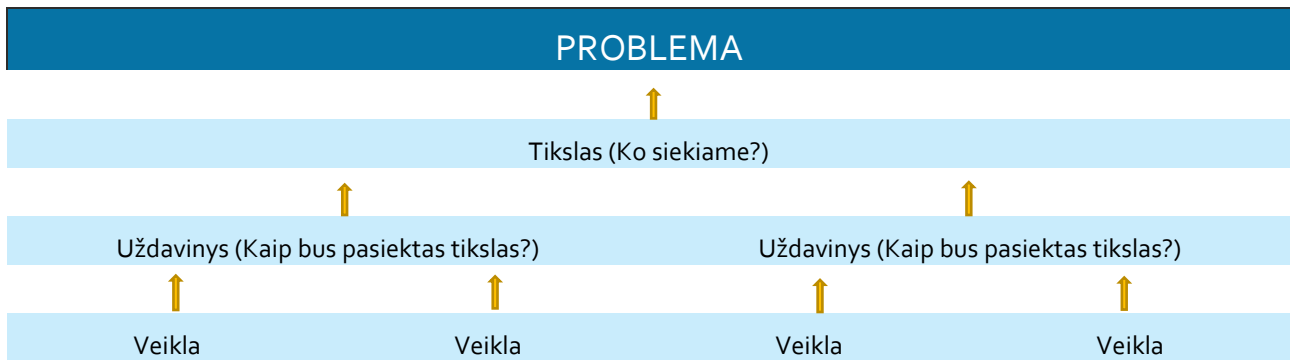 PROBLEMA
Tikslas (Ko siekiame?)
Uždavinys (Kaip bus pasiektas tikslas?) Uždavinys (Kaip bus pasiektas tikslas?)
Veikla Veikla Veikla Veikla